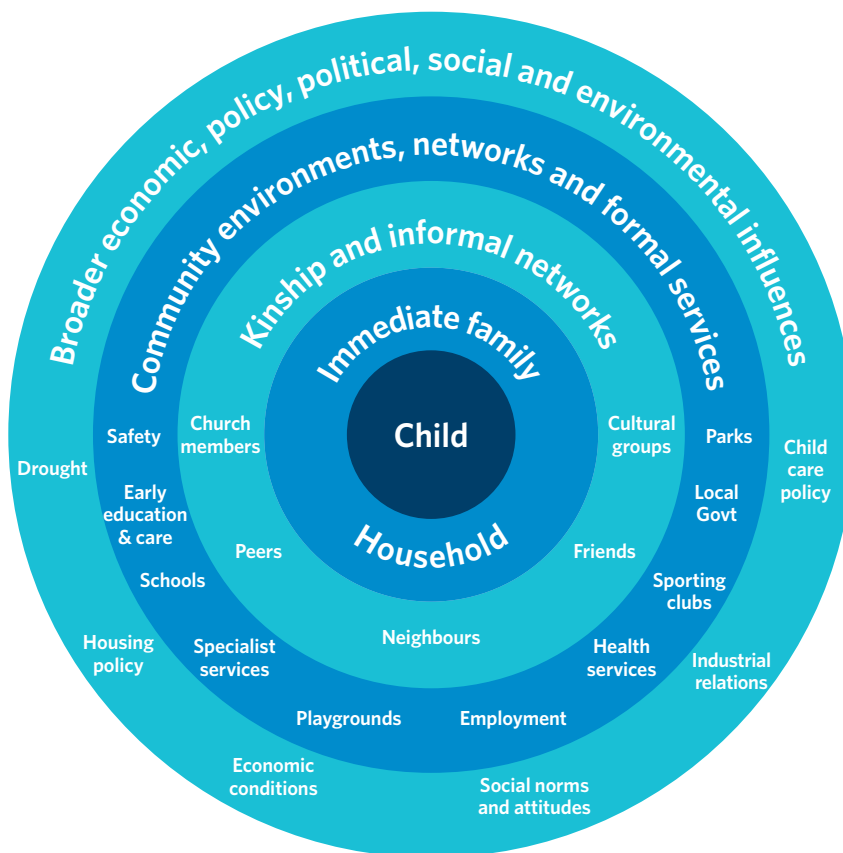 Broader economic, policy, political, social and environmental influences
Community environments, networks and formal services
Kinship and informal networks
Immediate family
Child
Household
Church
members
Cultural
groups
Peers
Friends
Neighbours
Safety
Parks
Early
education
& care
Local
Govt
Schools
Sporting
clubs
Specialist
services
Health
services
Playgrounds
Employment
Drought
Child
care
policy
Housing
policy
Industrial
relations
Economic
conditions
Social norms
and attitudes